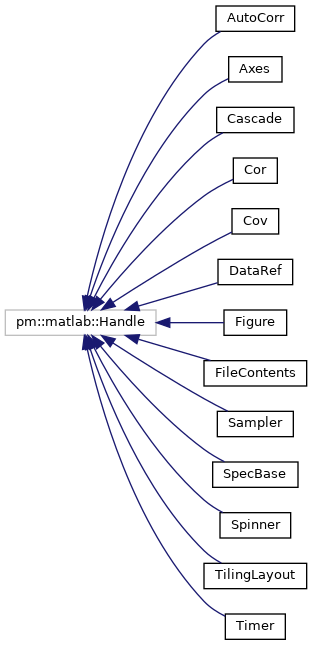 AutoCorr
Axes
Cascade
Cor
Cov
DataRef
pm::matlab::Handle
Figure
FileContents
Sampler
SpecBase
Spinner
TilingLayout
Timer